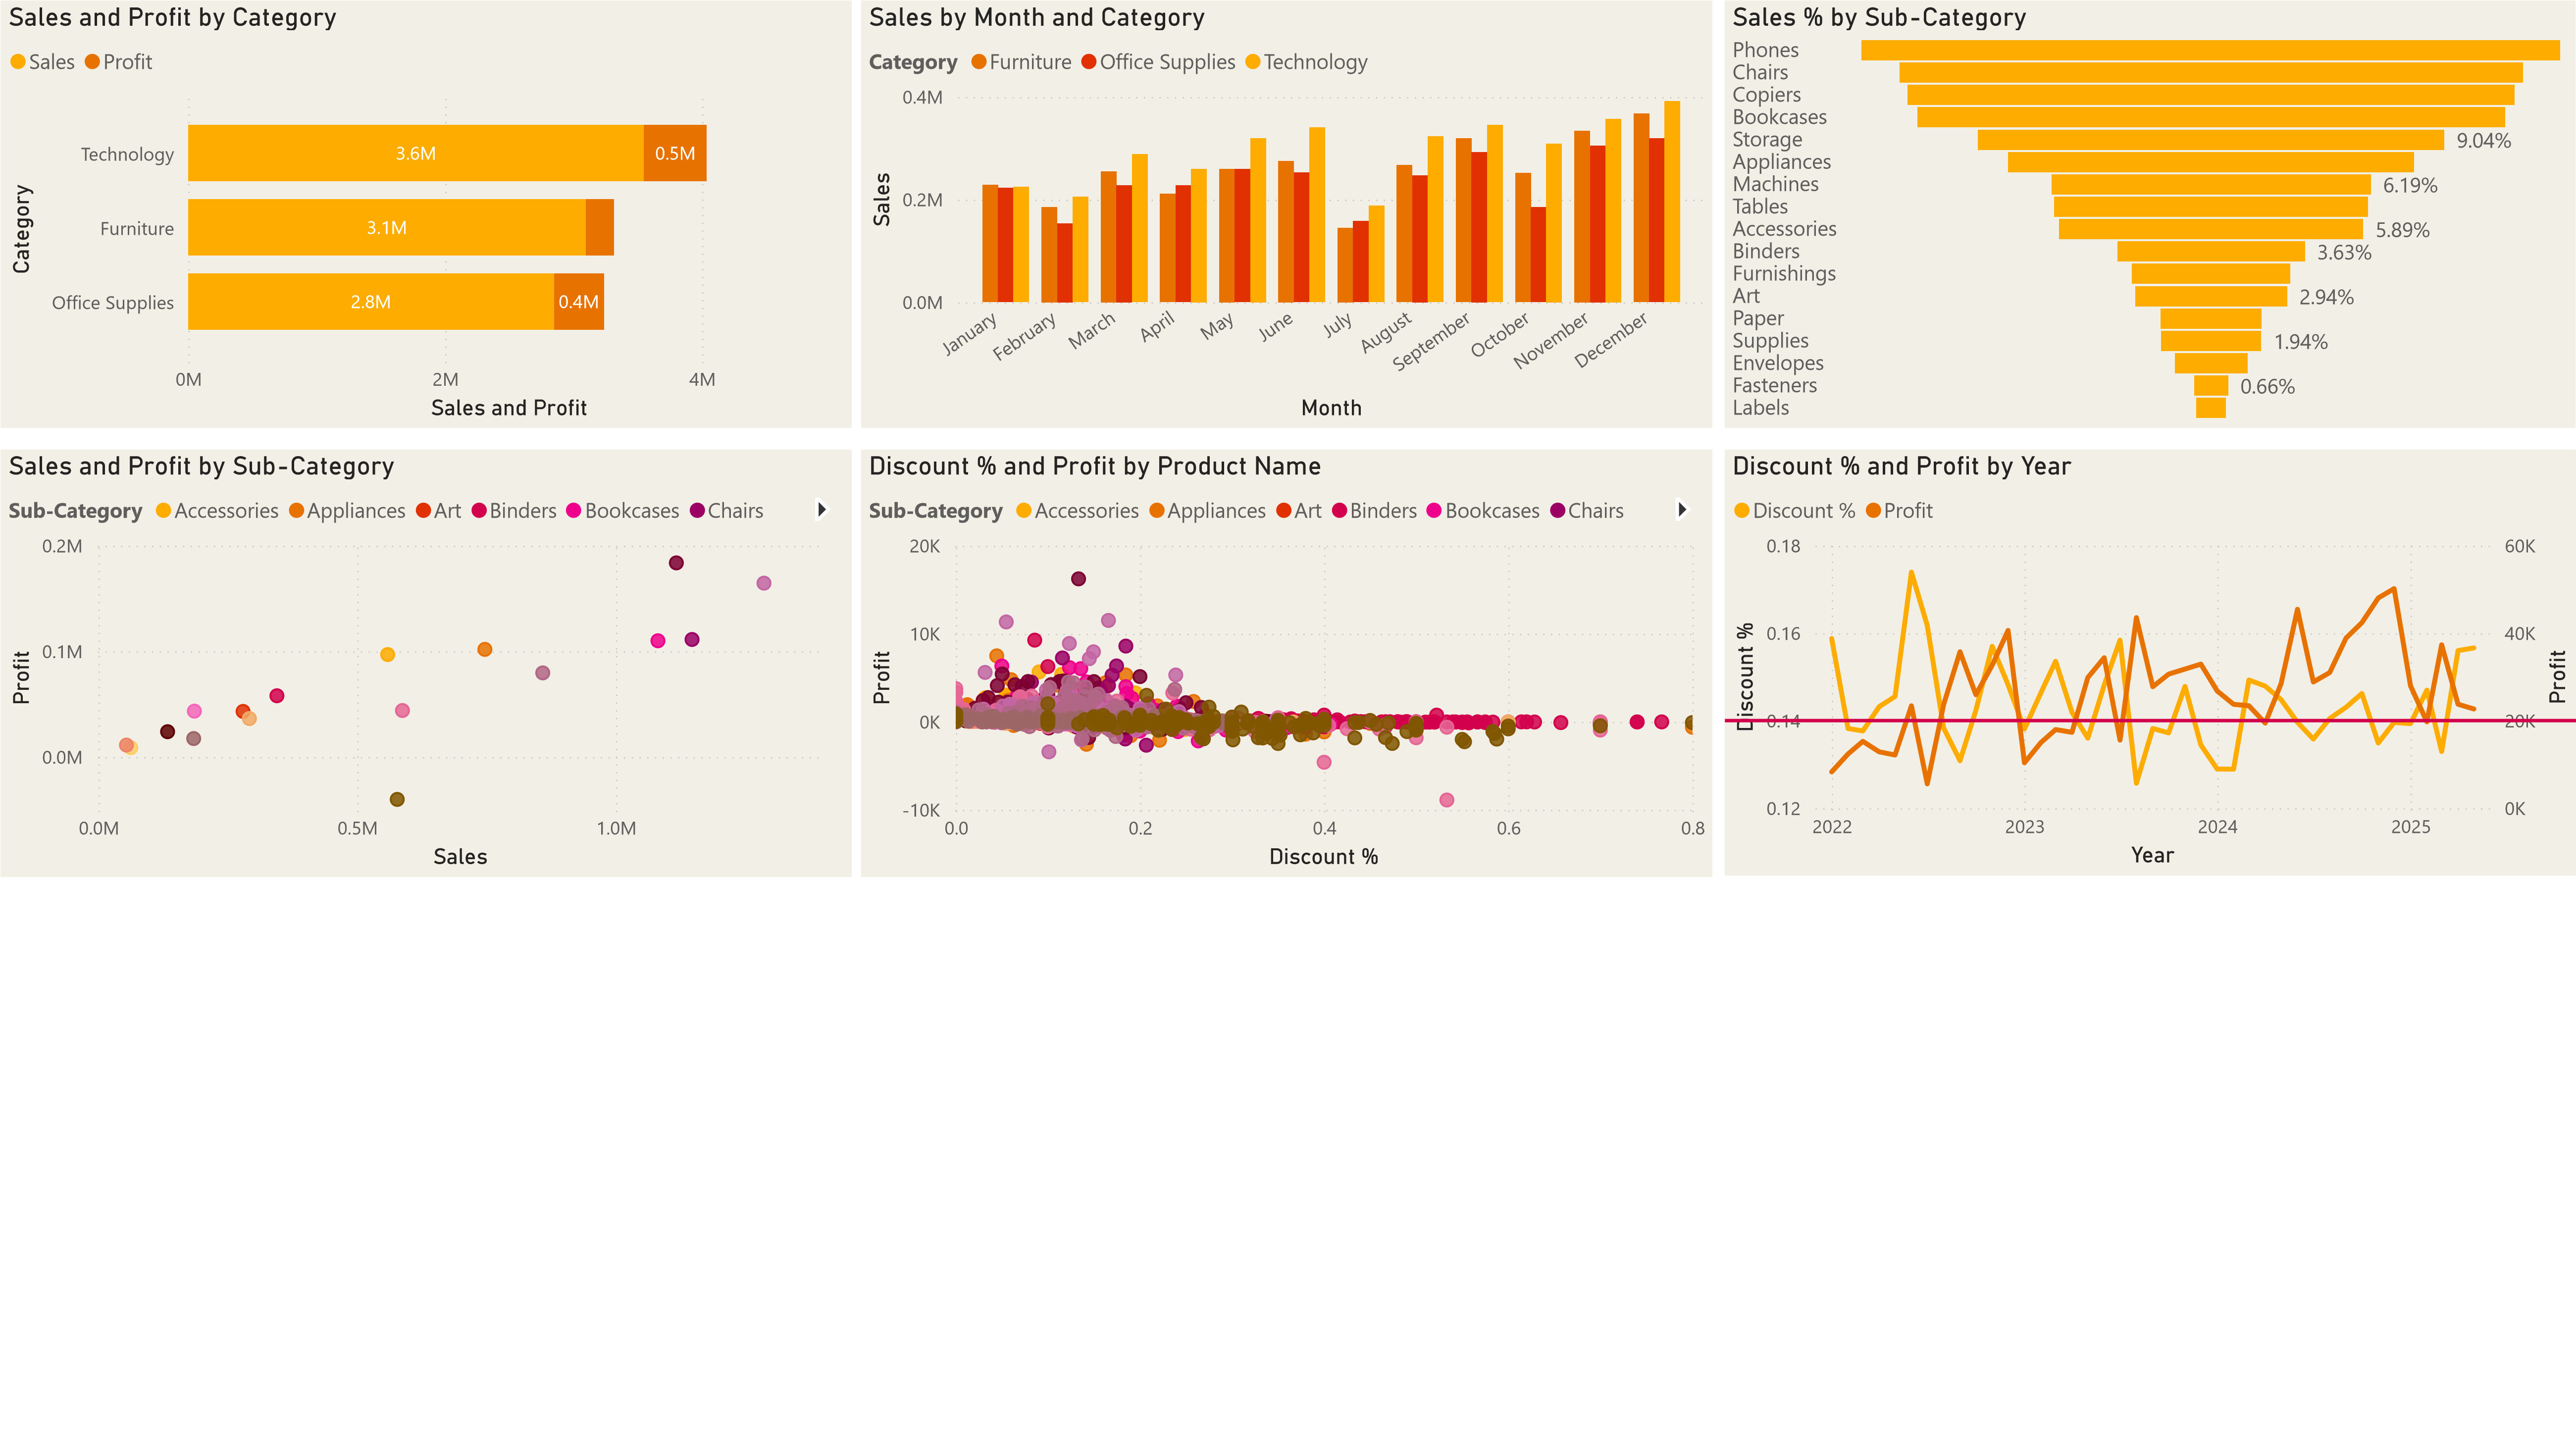 Sales and Profit by Category
Sales Profit
Technology 3.6M 0.5M
Furniture 3.1M
Office Supplies 2.8M 0.4M
0M 2M 4M
Category
Sales and Profit
Sales by Month and Category
Category Furniture Office Supplies Technology
0.4M
0.2M
0.0M
Sales
January February March April May June July August September October November December
Month
Sales % by Sub-Category
Phones
Chairs
Copiers
Bookcases
Storage 9.04%
Appliances
Machines 6.19%
Tables
Accessories 5.89%
Binders 3.63%
Furnishings
Art 2.94%
Paper
Supplies 1.94%
Envelopes
Fasteners 0.66%
Labels
Sales and Profit by Sub-Category
Sub-Category Accessories Appliances Art Binders Bookcases Chairs
0.2M
0.1M
0.0M
Profit
0.0M 0.5M 1.0M
Sales
Discount % and Profit by Product Name
Sub-Category Accessories Appliances Art Binders Bookcases Chairs
20K
10K
0K
-10K
Profit
0.0 0.2 0.4 0.6 0.8
Discount %
Discount % and Profit by Year
Discount % Profit
0.18 60K
0.16 40K
0.14 20K
0.12 0K
Discount %
Profit
2022 2023 2024 2025
Year